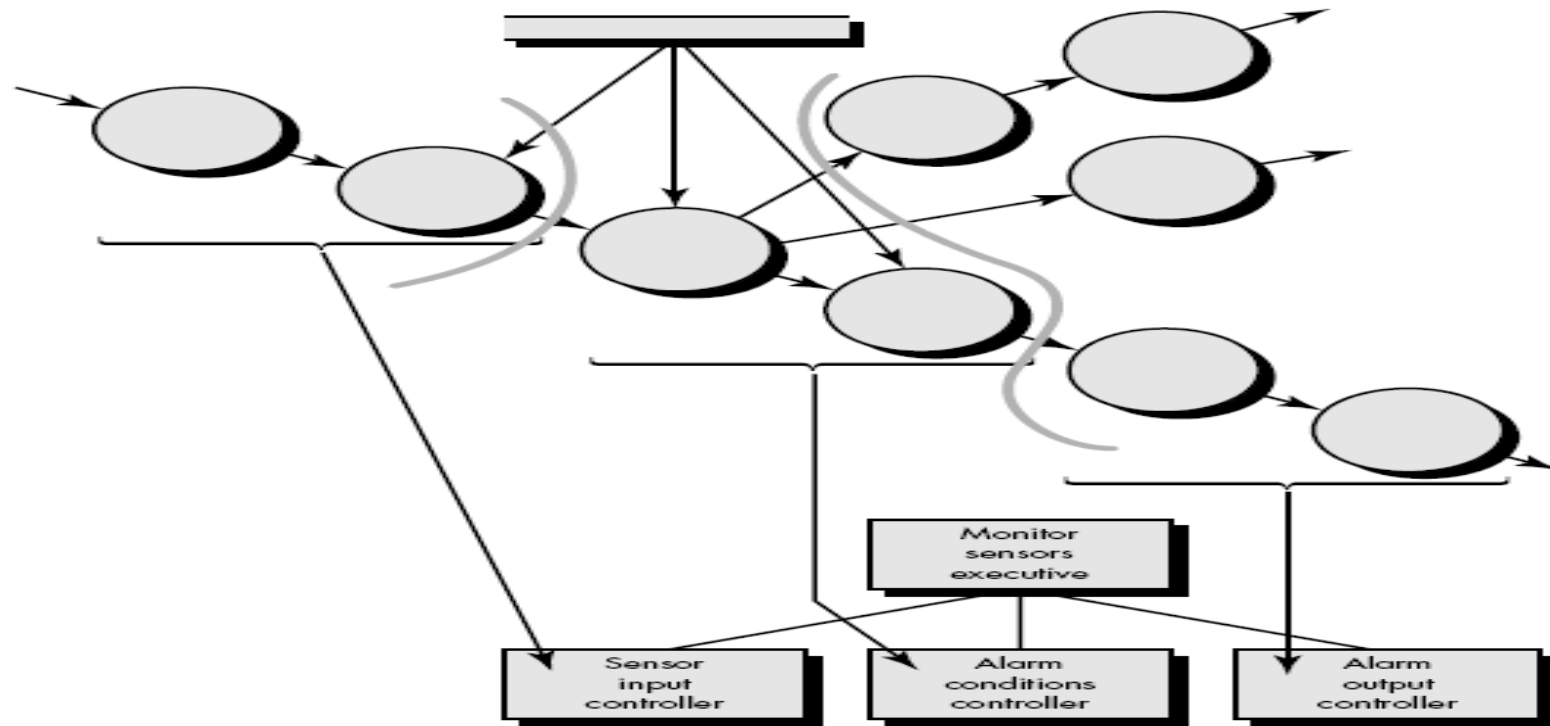 Monitor
sensors
executive
Sensor
input
controller
Alarm
conditions
controller
Alarm
output
controller